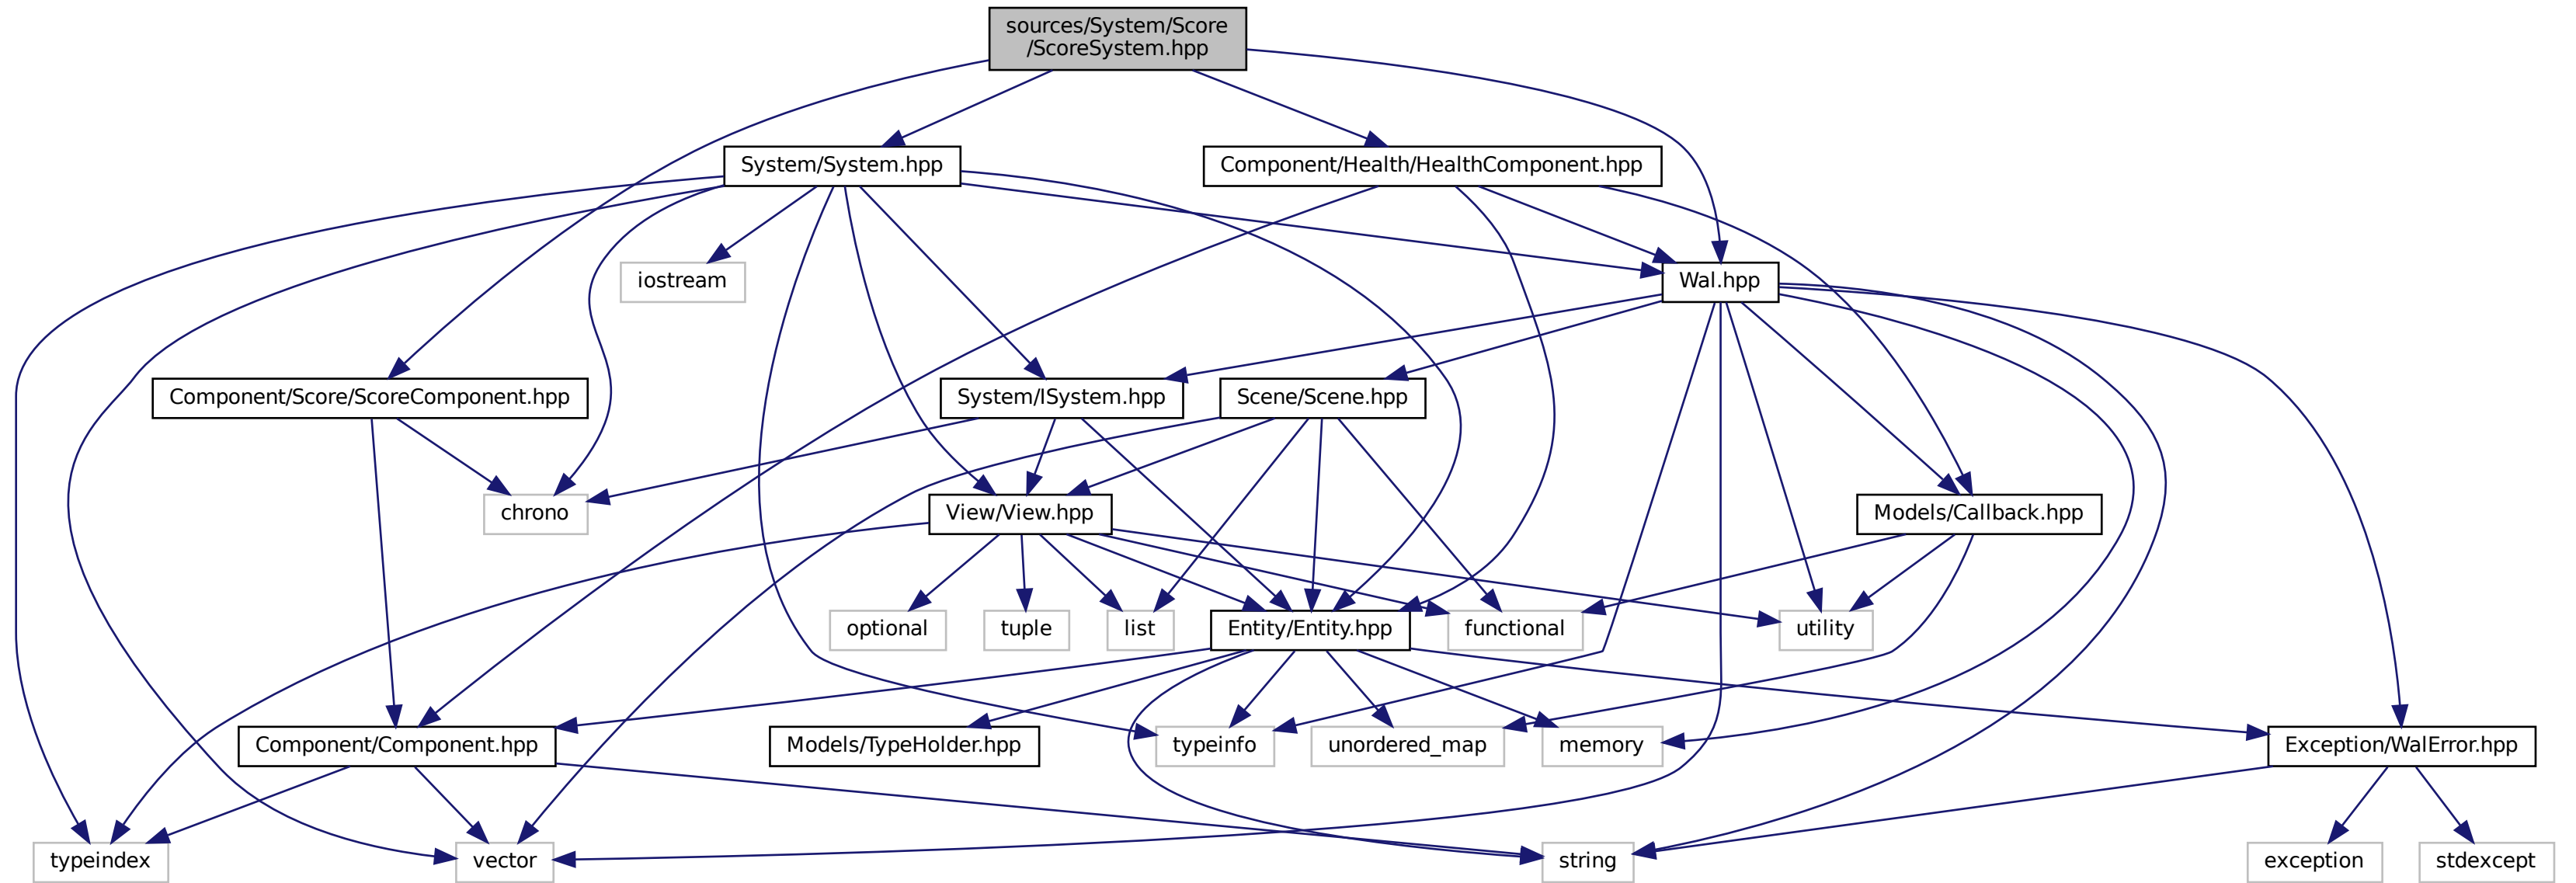 sources/System/Score
/ScoreSystem.hpp
System/System.hpp
Component/Health/HealthComponent.hpp
iostream
Wal.hpp
Component/Score/ScoreComponent.hpp
System/ISystem.hpp
Scene/Scene.hpp
chrono
View/View.hpp
Models/Callback.hpp
optional
tuple
list
Entity/Entity.hpp
functional
utility
Component/Component.hpp
Models/TypeHolder.hpp
typeinfo
unordered_map
memory
Exception/WalError.hpp
typeindex
vector
string
exception
stdexcept